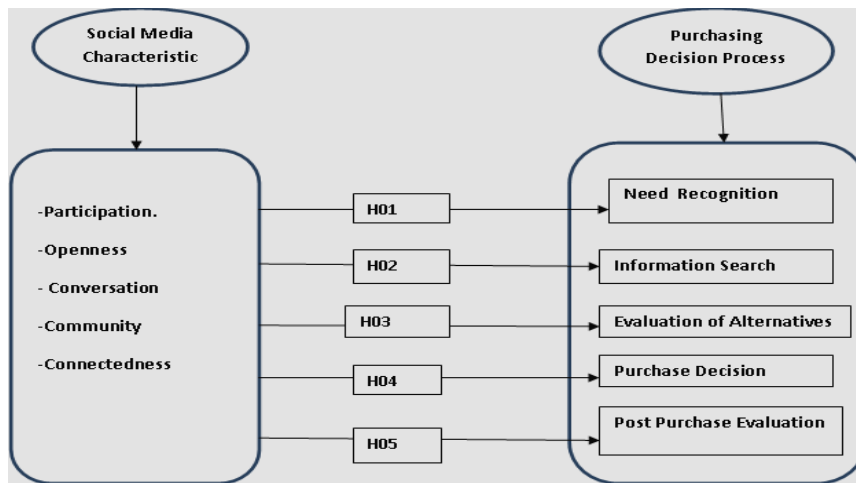 Social Media
Characteristic
Purchasing
Decision Process
-Participation.
-Openness
- Conversation
-Community
-Connectedness
H01
H02
H03
H04
H05
Need Recognition
Information Search
Evaluation of Alternatives
Purchase Decision
Post Purchase Evaluation